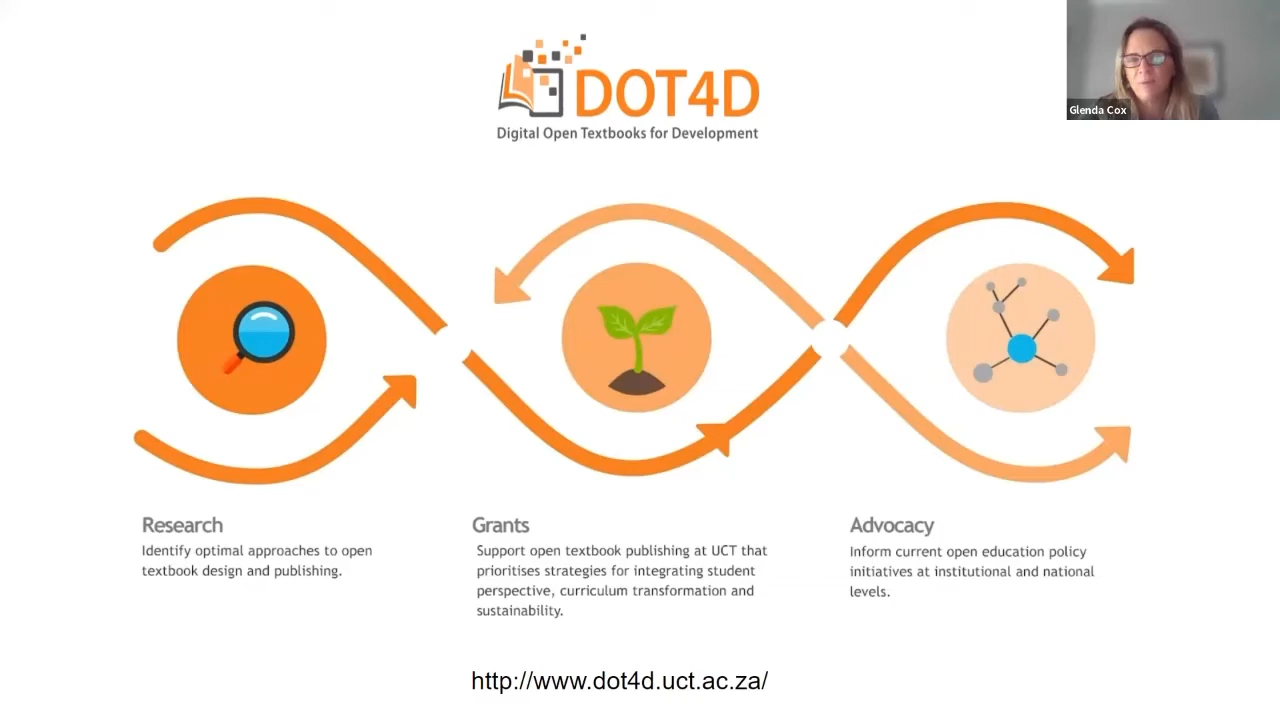 DOT4D
Digital Open Textbooks for Development
Glenda Cox
Research
Identify optimal approaches to open
textbook design and publishing.
Grants
Support open textbook publishing at UCT that
prioritises strategies for integrating student
perspective, curriculum transformation and
sustainability.
Advocacy
Inform current open education policy
initiatives at institutional and national
levels.
http://www.dot4d.uct.ac.za/